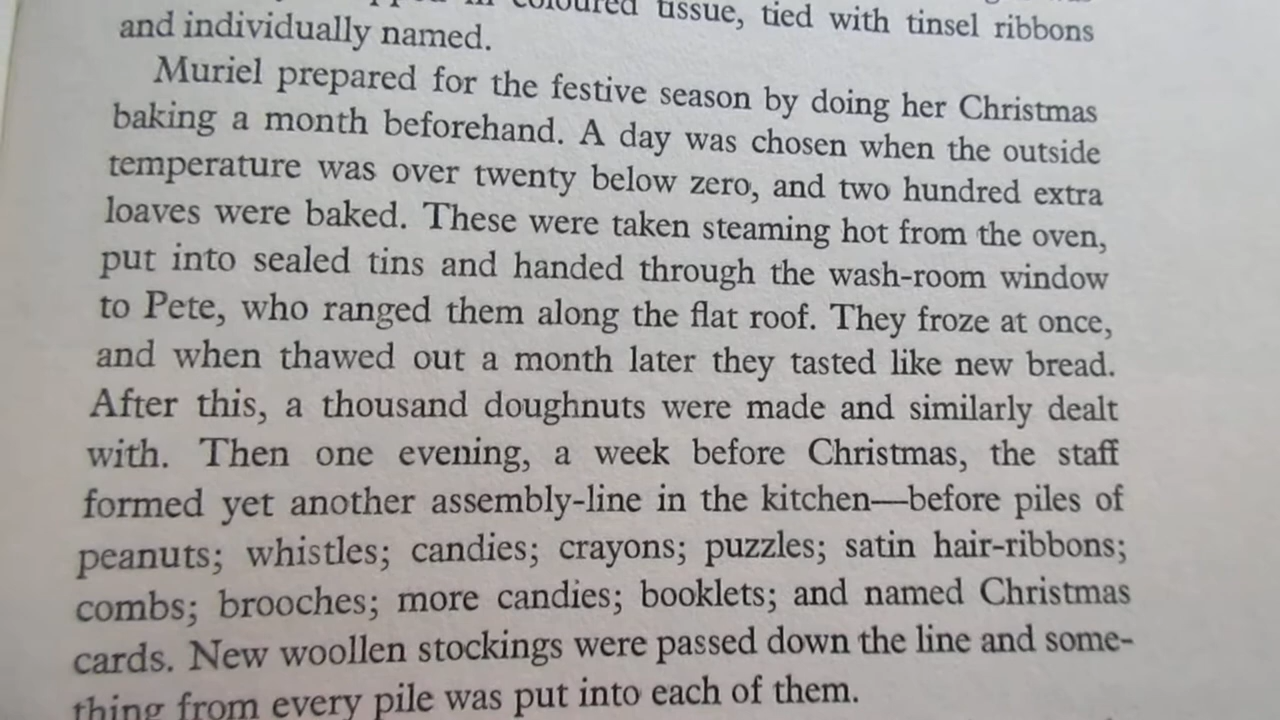 in coloured tissue, tied with tinsel ribbons
and individually named.
Muriel prepared for the festive season by doing her Christmas
baking a month beforehand. A day was chosen when the outside
temperature was over twenty below zero, and two hundred extra
loaves were baked. These were taken steaming hot from the oven,
put into sealed tins and handed through the wash-room window
to Pete, who ranged them along the flat roof. They froze at once,
and when thawed out a month later they tasted like new bread.
After this, a thousand doughnuts were made and similarly dealt
with. Then one evening, a week before Christmas, the staff
formed yet another assembly-line in the kitchen—before piles of
peanuts; whistles; candies; crayons; puzzles; satin hair-ribbons;
combs; brooches; more candies; booklets; and named Christmas
cards. New woollen stockings were passed down the line and some-
thing from every pile was put into each of them.